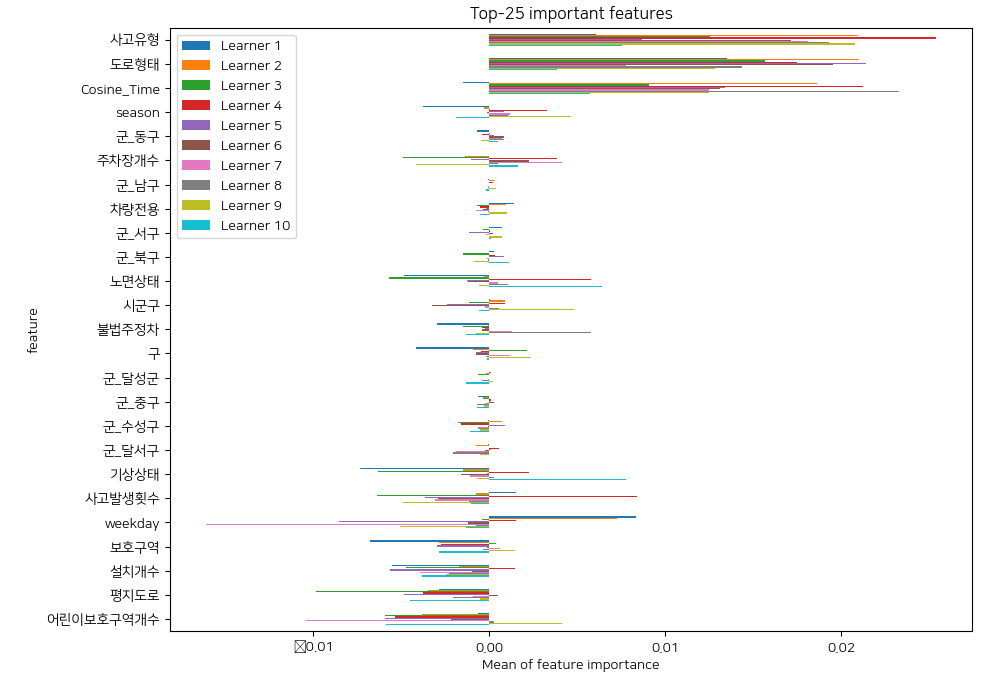 Top-25 important features
사고유형
도로형태
Cosine_Time
season
군_동구
주차장개수
군_남구
차량전용
군_서구
군_북구
노면상태
시군구
불법주정차
구
군_달성군
군_중구
군_수성구
군_달서구
기상상태
사고발생횟수
weekday
보호구역
설치개수
평지도로
어린이보호구역개수
feature
Learner 1
Learner 2
Learner 3
Learner 4
Learner 5
Learner 6
Learner 7
Learner 8
Learner 9
Learner 10
0.01 0.00 0.01 0.02
Mean of feature importance